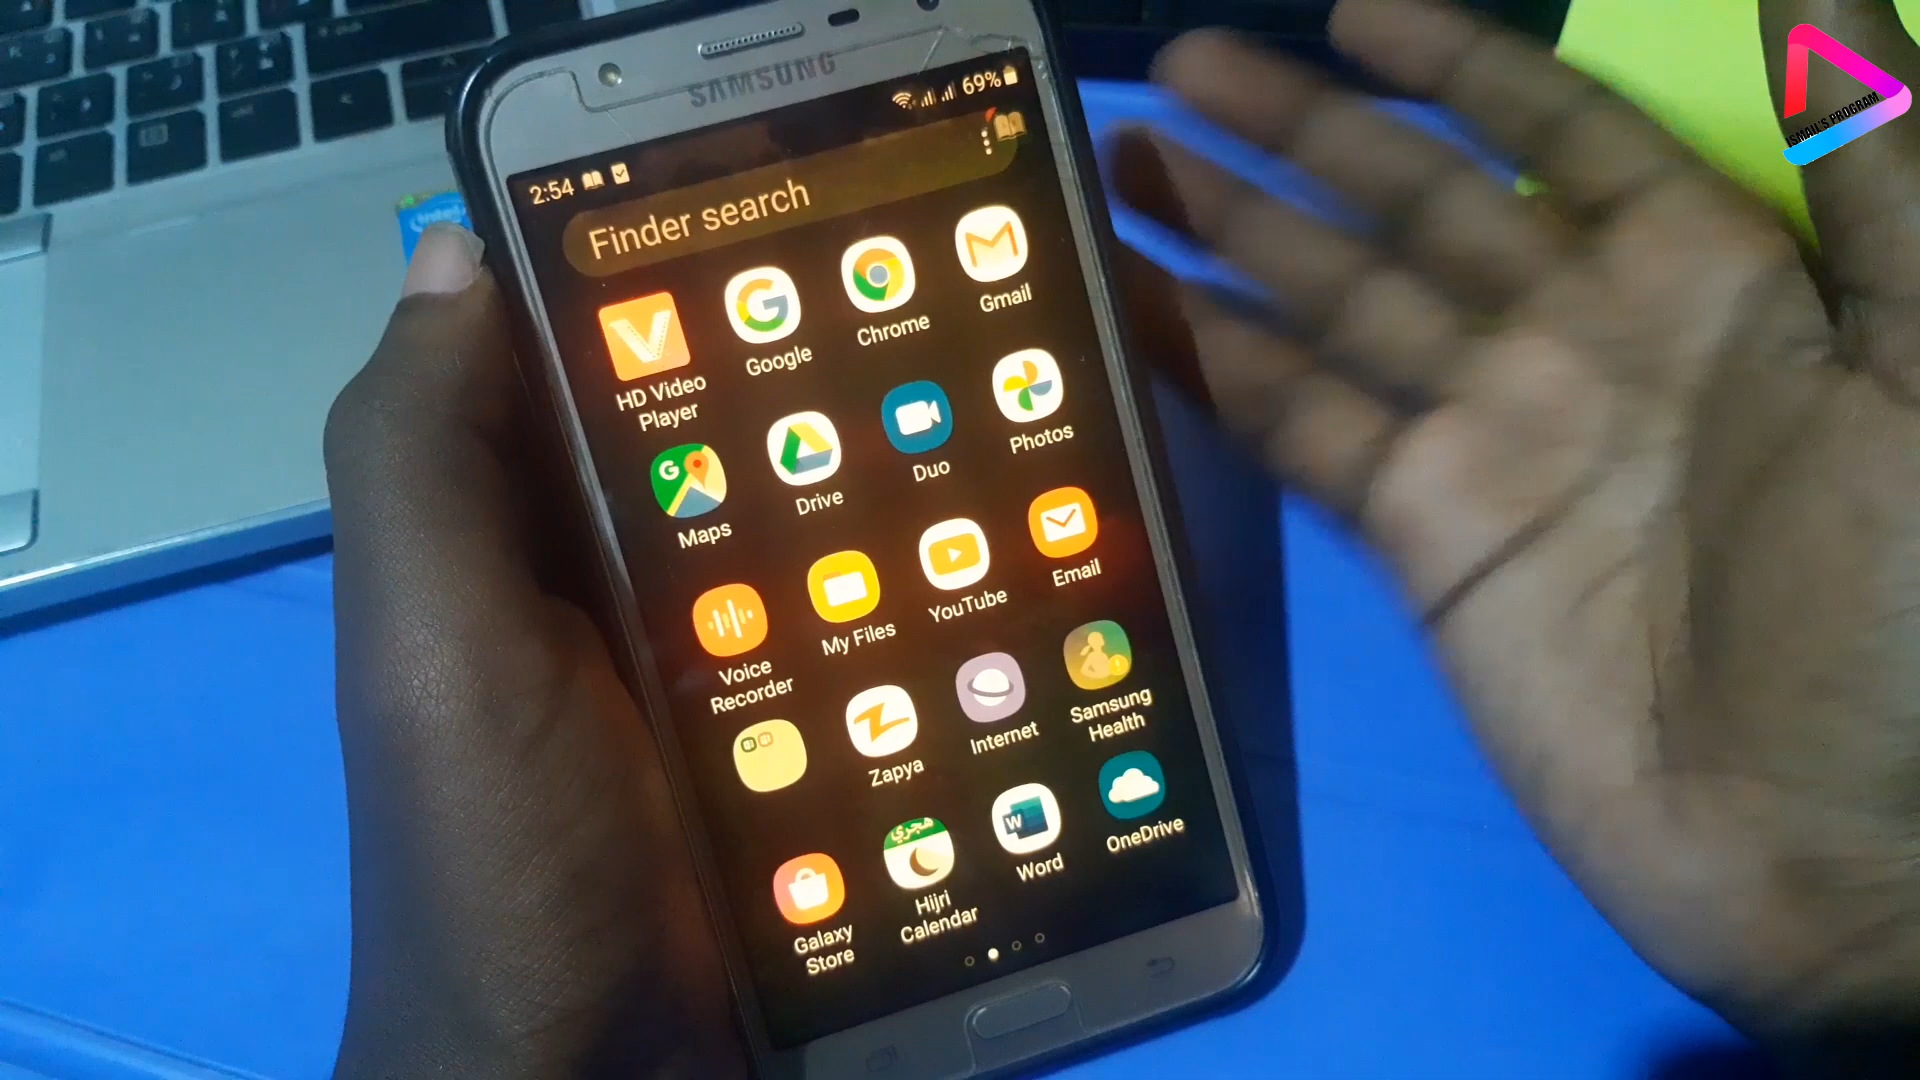 SAMSUNG
2:54
69%
Finder search
HD Video
Player
Google
Chrome
Gmail
Maps
Drive
Duo
Photos
Voice
Recorder
My Files
YouTube
Email
Zapya
Internet
Samsung
Health
Galaxy
Store
هجري
Hijri
Calendar
W
Word
OneDrive
intel
ISMAIL'S PROGRAM